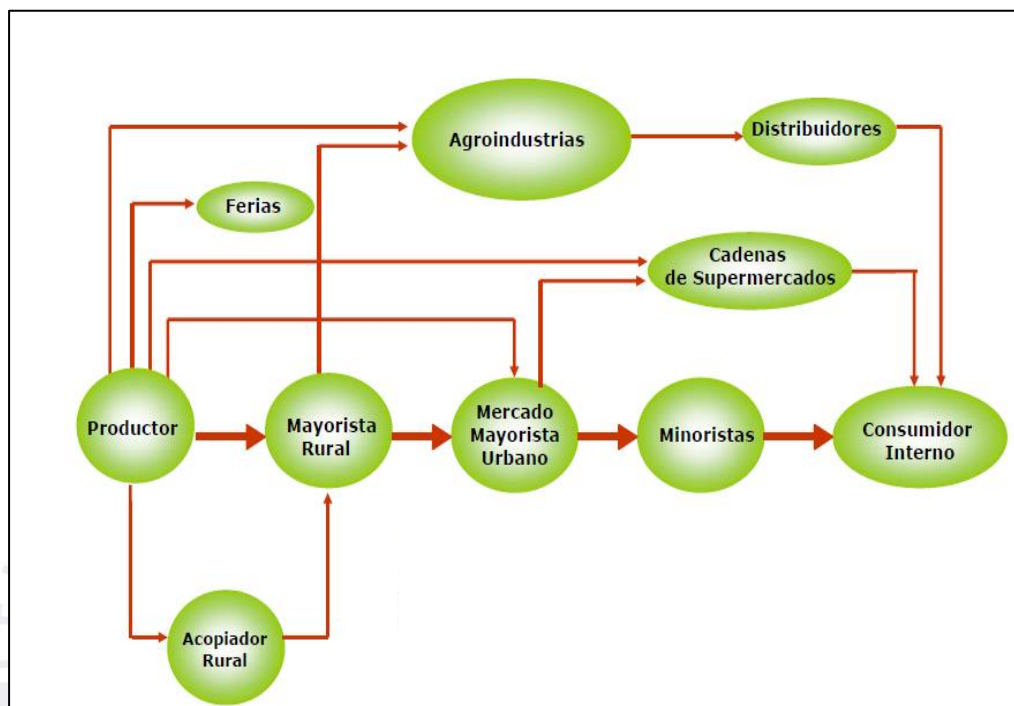 Agroindustrias
Distribuidores
Ferias
Cadenas
de Supermercados
Productor
Mayorista
Rural
Mercado
Mayorista
Urbano
Minoristas
Consumidor
Interno
Acopiador
Rural